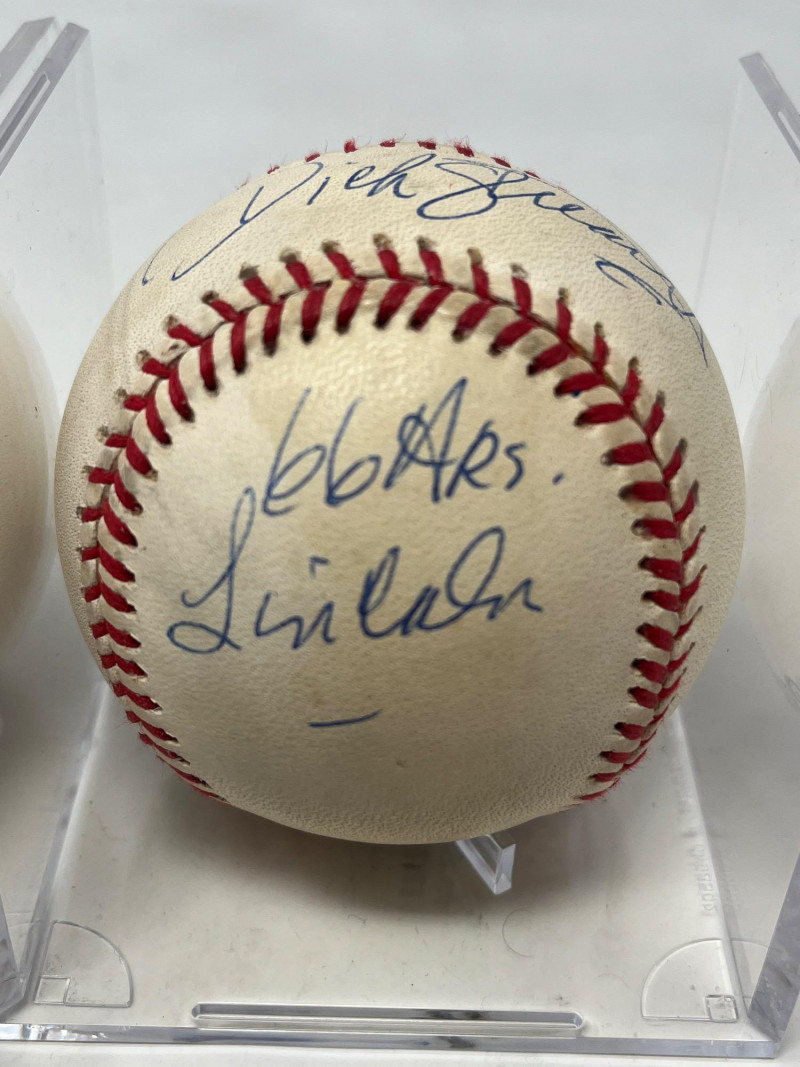 Dick Stuart
66 HRs.
Lincoln
—